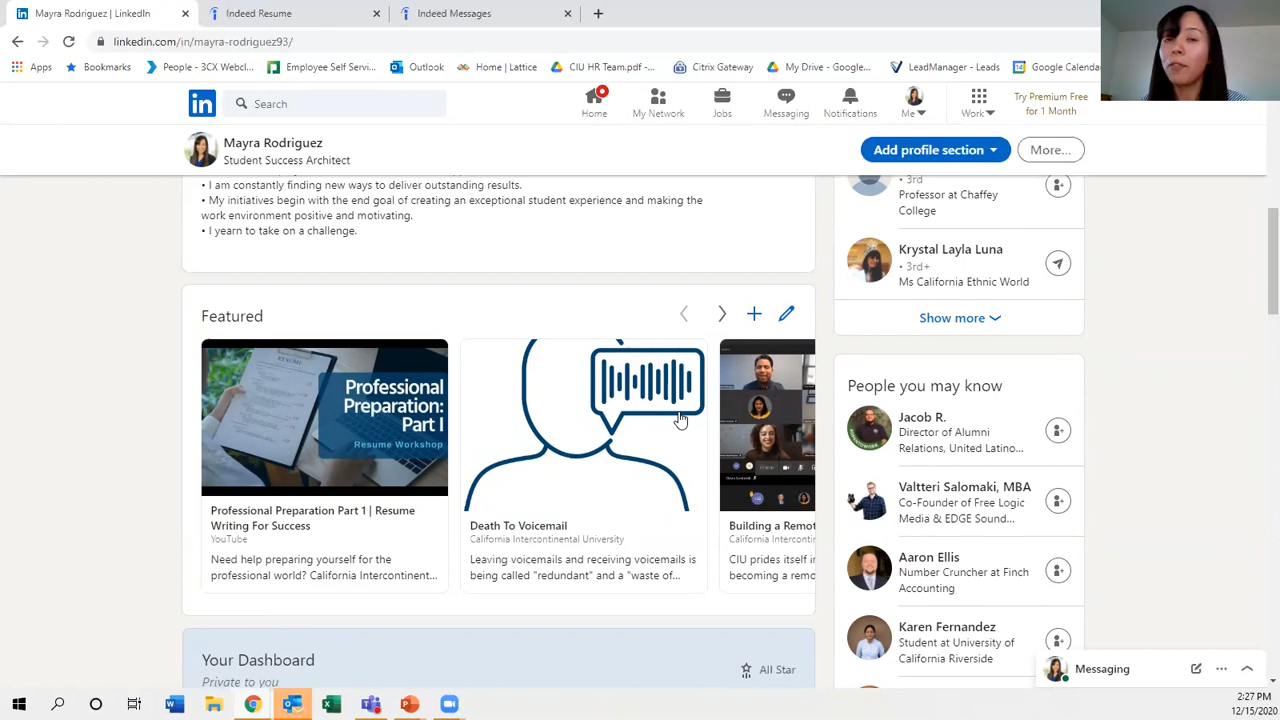 Mayra Rodriguez | LinkedIn
Indeed Resume
Indeed Messages
linkedin.com/in/mayra-rodriguez93/
Apps
Bookmarks
People - 3CX Webcl...
Employee Self Servi...
Outlook
Home | Lattice
CIU HR Team.pdf -...
Citrix Gateway
My Drive - Google...
LeadManager - Leads
Google Calendar
in
Search
Home
My Network
Jobs
Messaging
Notifications
Me
Work
Try Premium Free
for 1 Month
Mayra Rodriguez
Student Success Architect
Add profile section
More...
• I am constantly finding new ways to deliver outstanding results.
• My initiatives begin with the end goal of creating an exceptional student experience and making the
work environment positive and motivating.
• I yearn to take on a challenge.
Featured
RESUME
Professional
Preparation:
Part I
Resume Workshop
Professional Preparation Part 1 | Resume
Writing For Success
YouTube
Need help preparing yourself for the
professional world? California Intercontinent...
Death To Voicemail
California Intercontinental University
Leaving voicemails and receiving voicemails is
being called "redundant" and a "waste of...
Building a Remot
California Intercont
CIU prides itself in
becoming a remo
Your Dashboard
Private to you
All Star
• 3rd
Professor at Chaffey
College
Krystal Layla Luna
• 3rd+
Ms California Ethnic World
Show more
People you may know
Jacob R.
Director of Alumni
Relations, United Latino...
Valtteri Salomaki, MBA
Co-Founder of Free Logic
Media & EDGE Sound...
Aaron Ellis
Number Cruncher at Finch
Accounting
Karen Fernandez
Student at University of
California Riverside
Messaging
2:27 PM
12/15/2020